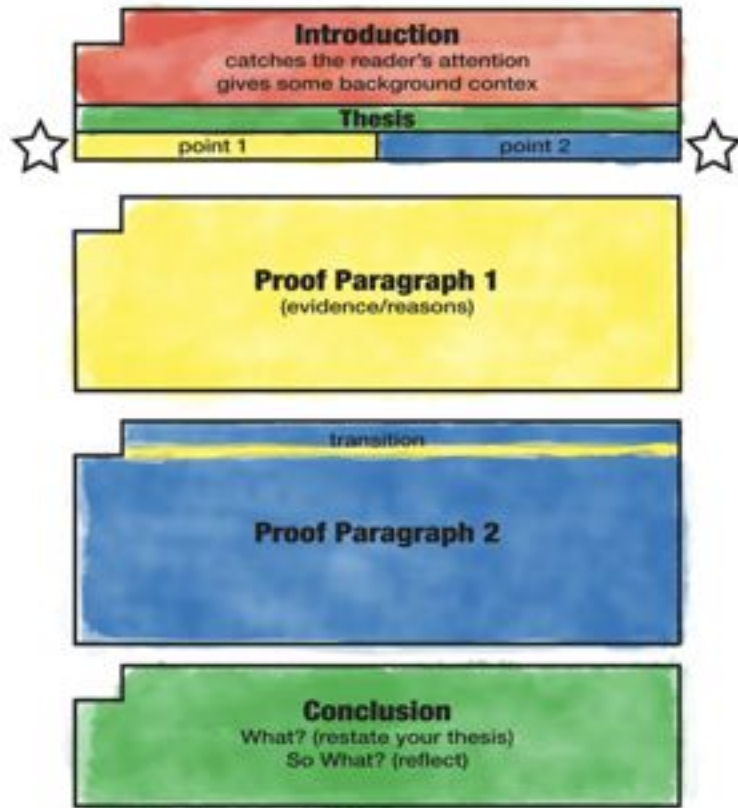 Introduction
catches the reader's attention
gives some background contex
Thesis
point 1
point 2
Proof Paragraph 1
(evidence/reasons)
transition
Proof Paragraph 2
Conclusion
What? (restate your thesis)
So What? (reflect)